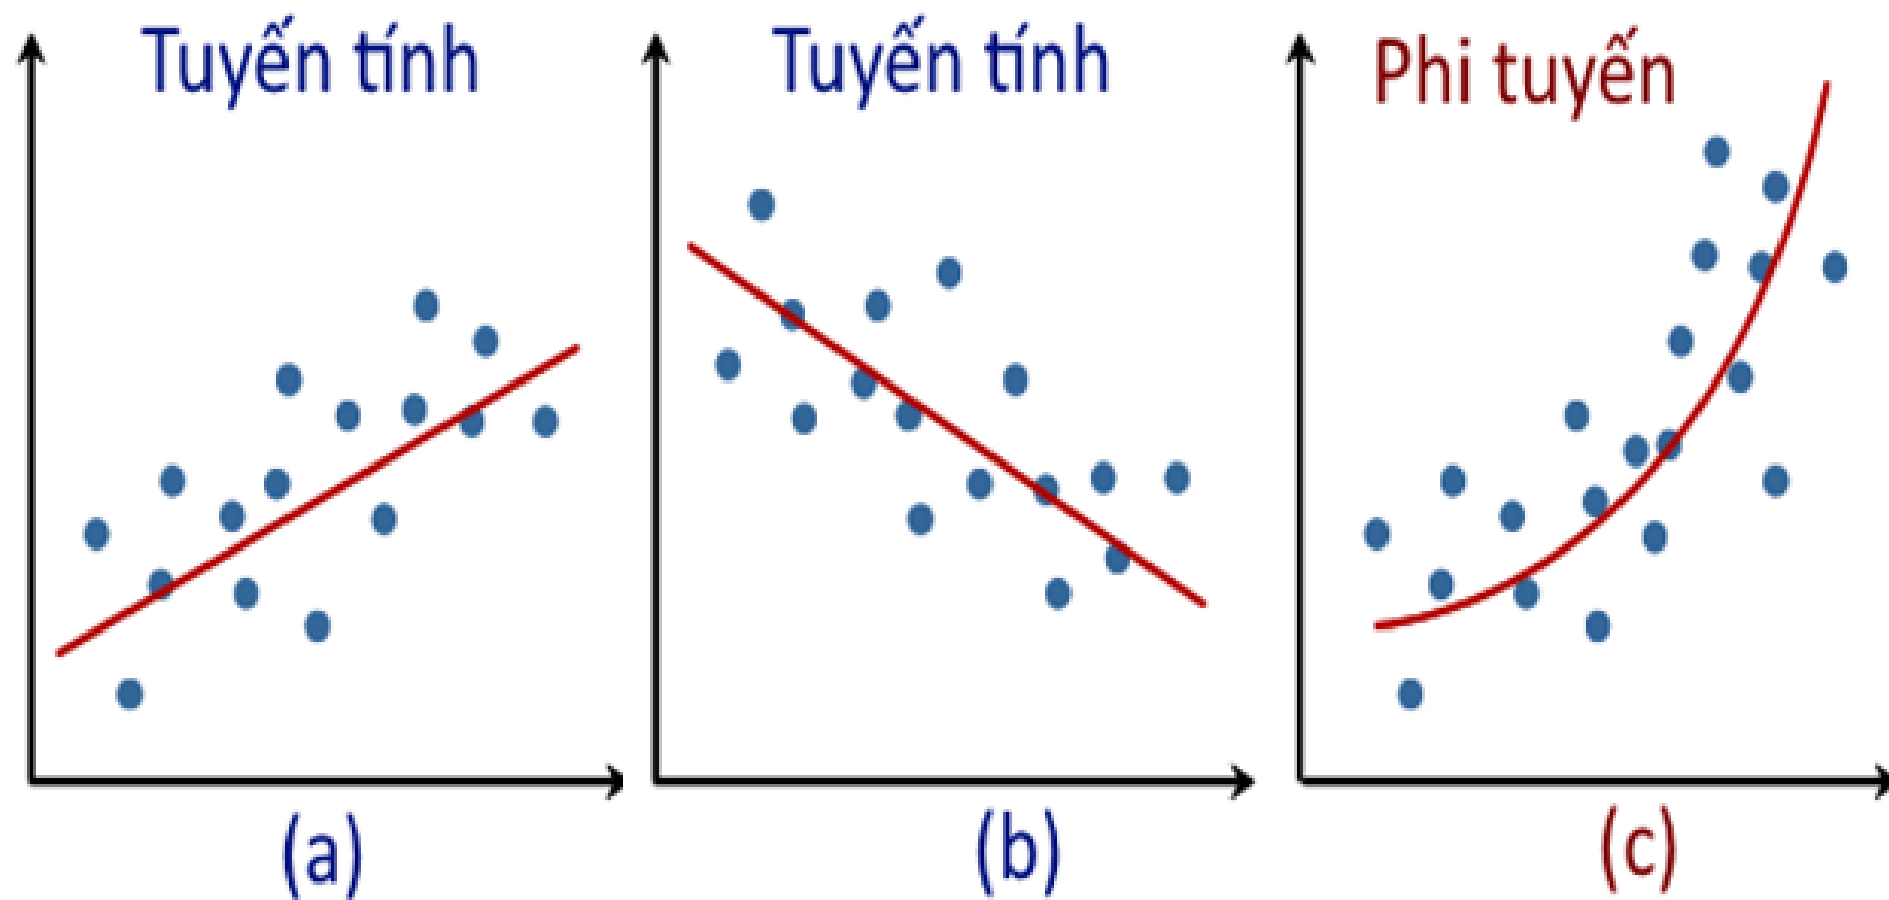 Tuyến tính
Tuyến tính
Phi tuyến
(a)
(b)
(c)